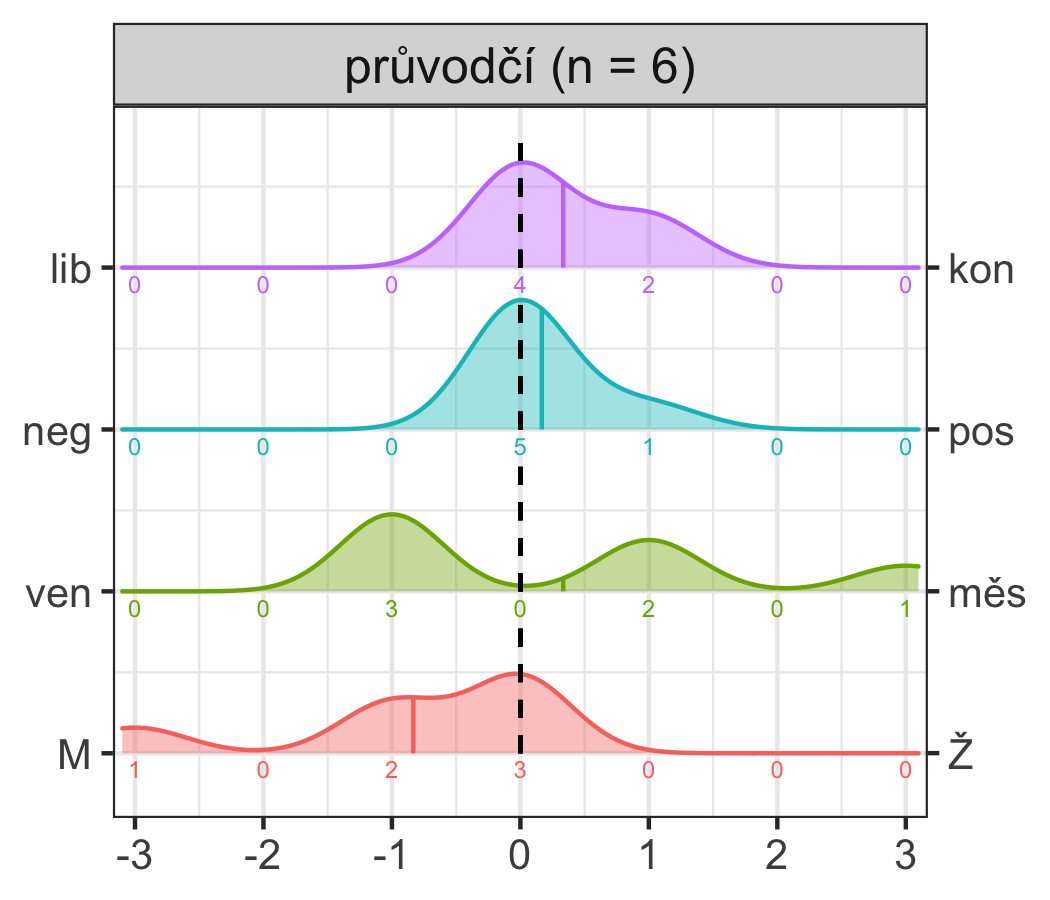 průvodčí (n = 6)
lib kon
0 0 0 4 2 0 0
neg pos
0 0 0 5 1 0 0
ven měs
0 0 3 0 2 0 1
M Ž
1 0 2 3 0 0 0
-3 -2 -1 0 1 2 3